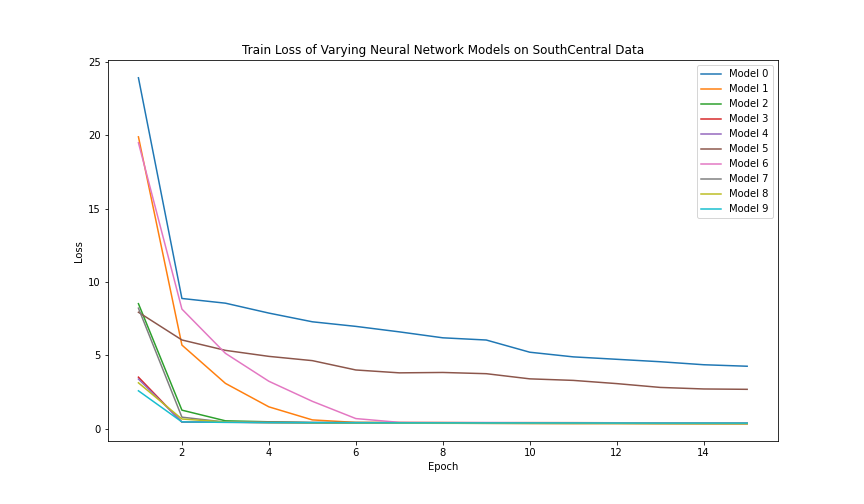 Train Loss of Varying Neural Network Models on SouthCentral Data
25
20
15
10
5
0
Loss
2
4
6
8
10
12
14
Epoch
Model 0
Model 1
Model 2
Model 3
Model 4
Model 5
Model 6
Model 7
Model 8
Model 9